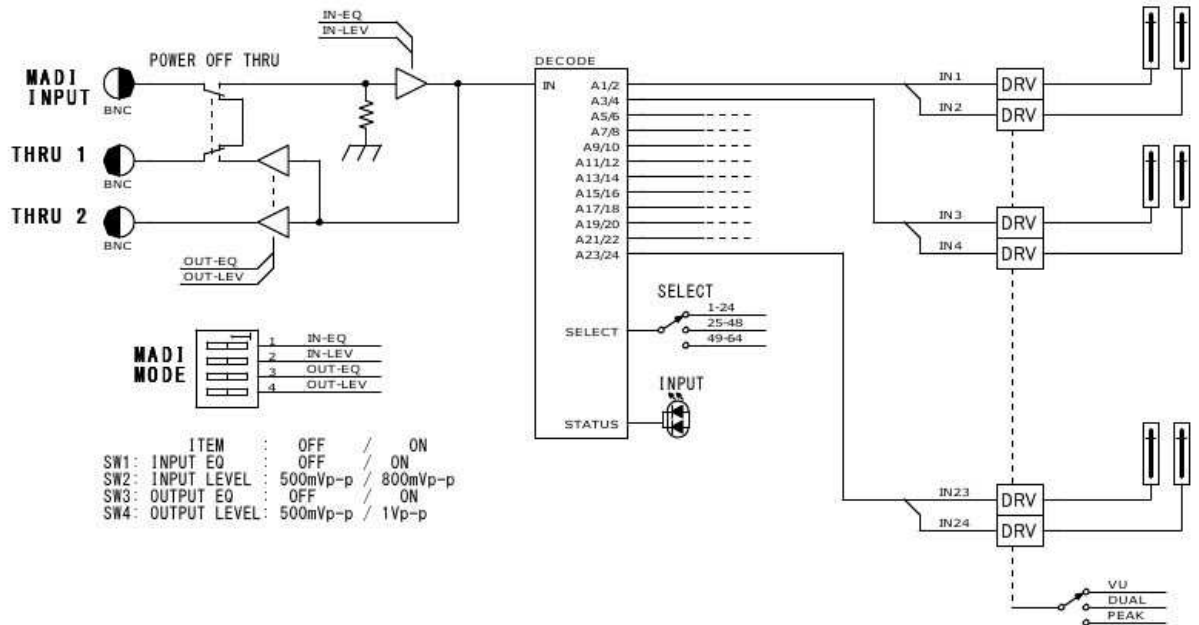 IN-EQ
IN-LEV
POWER OFF THRU
MADI
INPUT
BNC
THRU 1
BNC
THRU 2
BNC
OUT-EQ
OUT-LEV
DECODE
IN
A1/2
A3/4
A5/6
A7/8
A9/10
A11/12
A13/14
A15/16
A17/18
A19/20
A21/22
A23/24
SELECT
STATUS
SELECT
1-24
25-48
49-64
INPUT
IN1
DRV
IN2
DRV
IN3
DRV
IN4
DRV
IN23
DRV
IN24
DRV
VU
DUAL
PEAK
MADI
MODE
1 IN-EQ
2 IN-LEV
3 OUT-EQ
4 OUT-LEV
ITEM : OFF / ON
SW1: INPUT EQ : OFF / ON
SW2: INPUT LEVEL : 500mVp-p / 800mVp-p
SW3: OUTPUT EQ : OFF / ON
SW4: OUTPUT LEVEL: 500mVp-p / 1Vp-p